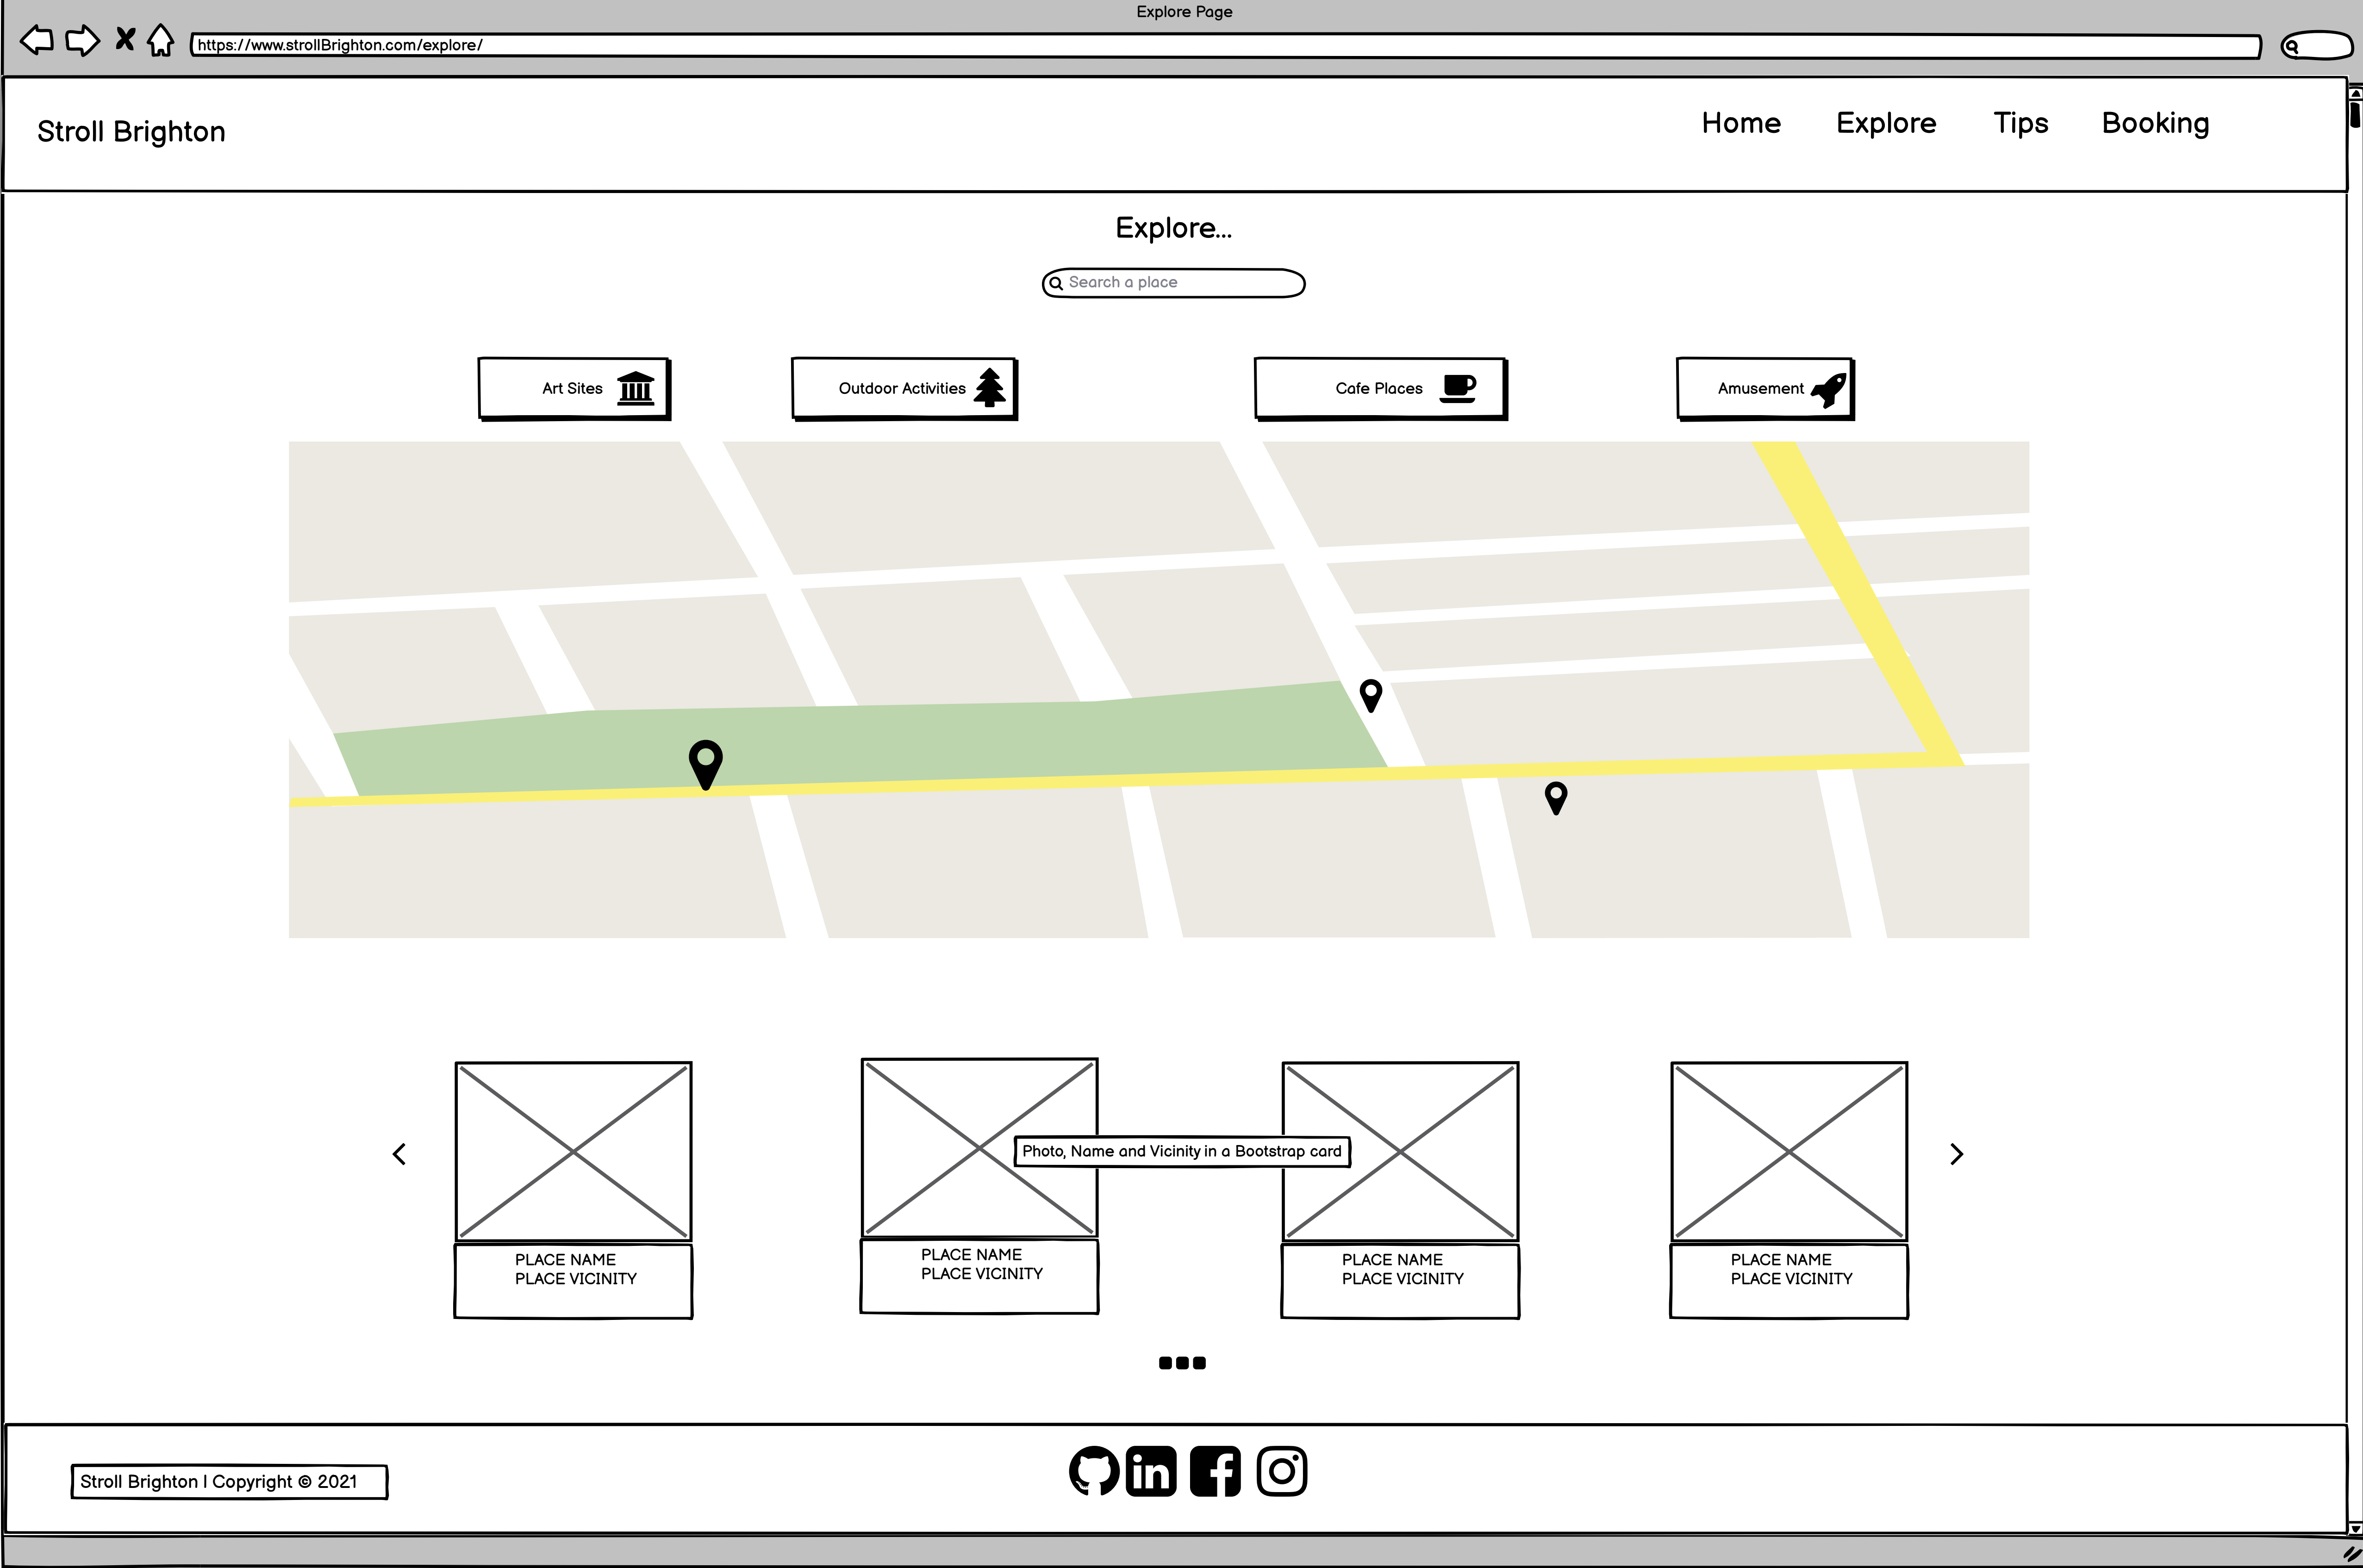 Explore Page
https://www.strollBrighton.com/explore/
Stroll Brighton
Home Explore Tips Booking
Explore...
Search a place
Art Sites
Outdoor Activities
Cafe Places
Amusement
Photo, Name and Vicinity in a Bootstrap card
PLACE NAME
PLACE VICINITY
PLACE NAME
PLACE VICINITY
PLACE NAME
PLACE VICINITY
PLACE NAME
PLACE VICINITY
Stroll Brighton | Copyright © 2021
in
f